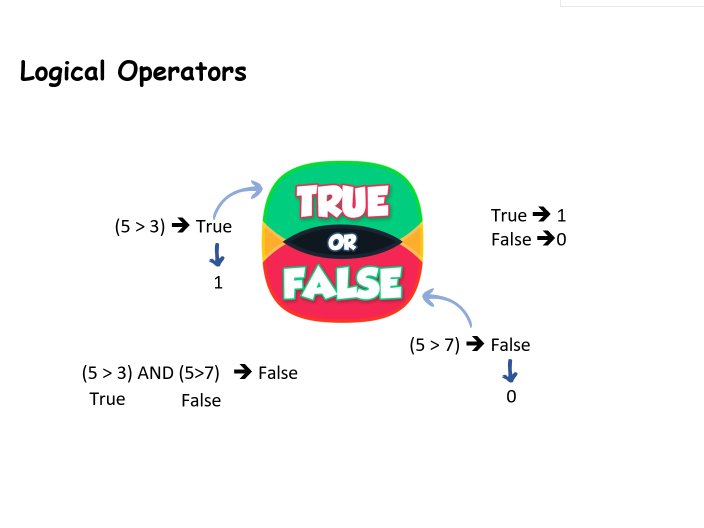 Logical Operators
TRUE
OR
FALSE
(5 > 3) ➔ True
1
True ➔ 1
False ➔0
(5 > 7) ➔ False
0
(5 > 3) AND (5>7) ➔ False
True False